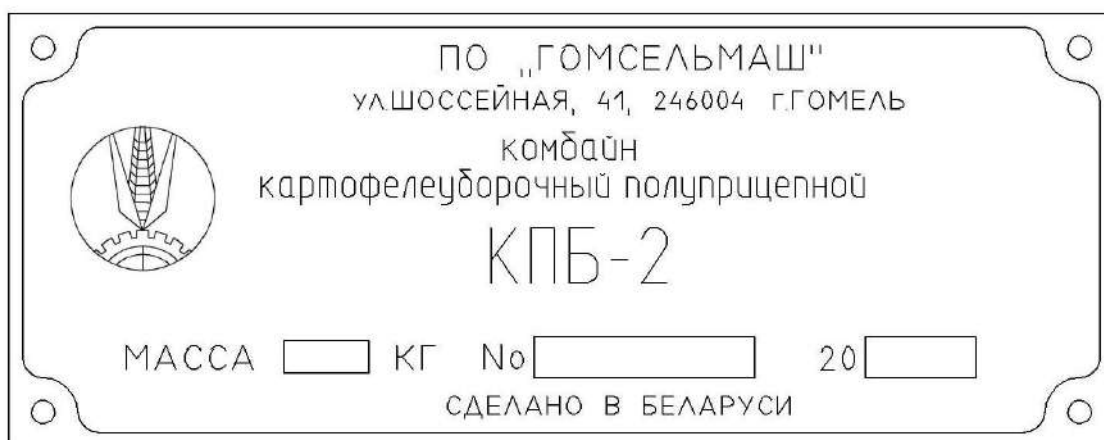 ПО „ГОМСЕЛЬМАШ"
УЛ.ШОССЕЙНАЯ, 41, 246004 Г.ГОМЕЛЬ
комбайн
картофелеуборочный полуприцепной
КПБ-2
МАССА КГ No 20
СДЕЛАНО В БЕЛАРУСИ